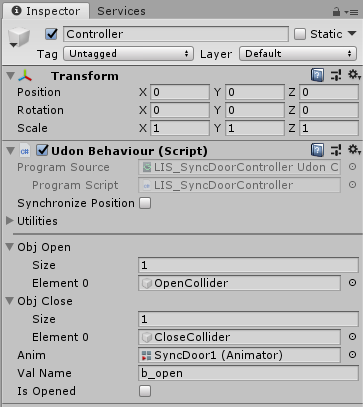 Inspector Services
Controller Static
Tag Untagged Layer Default
Transform
Position X 0 Y 0 Z 0
Rotation X 0 Y 0 Z 0
Scale X 1 Y 1 Z 1
Udon Behaviour (Script)
Program Source LIS_SyncDoorController Udon C
Program Script LIS_SyncDoorController
Synchronize Position
Utilities
Obj Open
Size 1
Element 0 OpenCollider
Obj Close
Size 1
Element 0 CloseCollider
Anim SyncDoor1 (Animator)
Val Name b_open
Is Opened